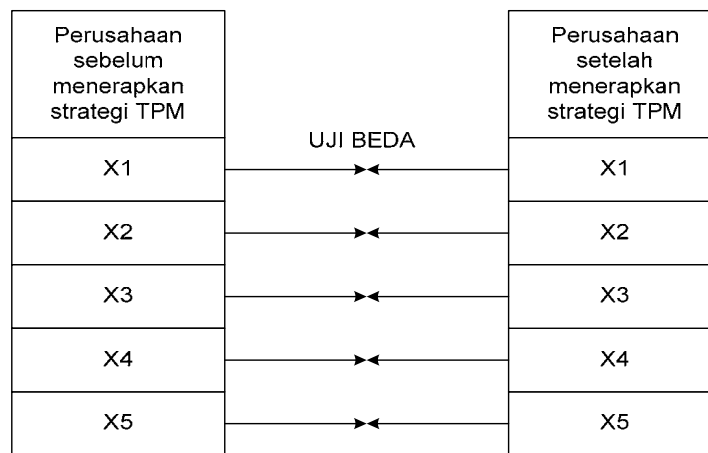 Perusahaan
sebelum
menerapkan
strategi TPM
Perusahaan
setelah
menerapkan
strategi TPM
UJI BEDA
X1
X1
X2
X2
X3
X3
X4
X4
X5
X5